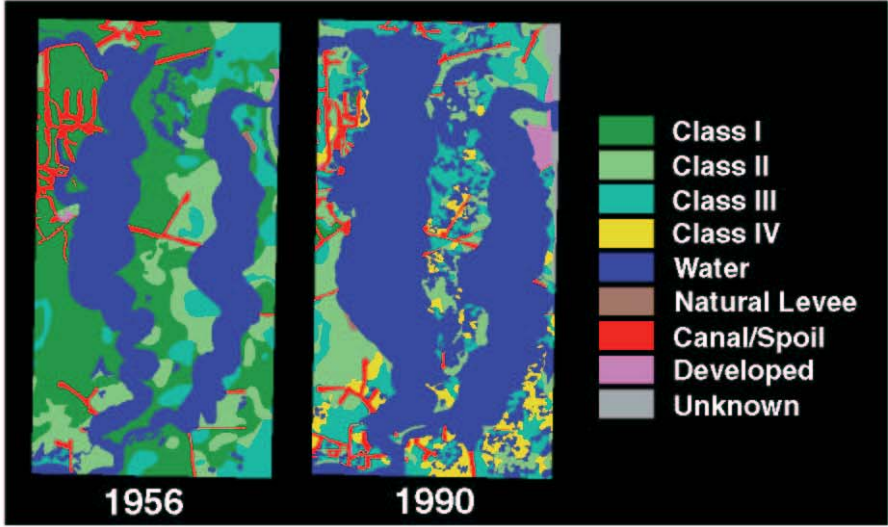 Class I
Class II
Class III
Class IV
Water
Natural Levee
Canal/Spoil
Developed
Unknown
1956
1990